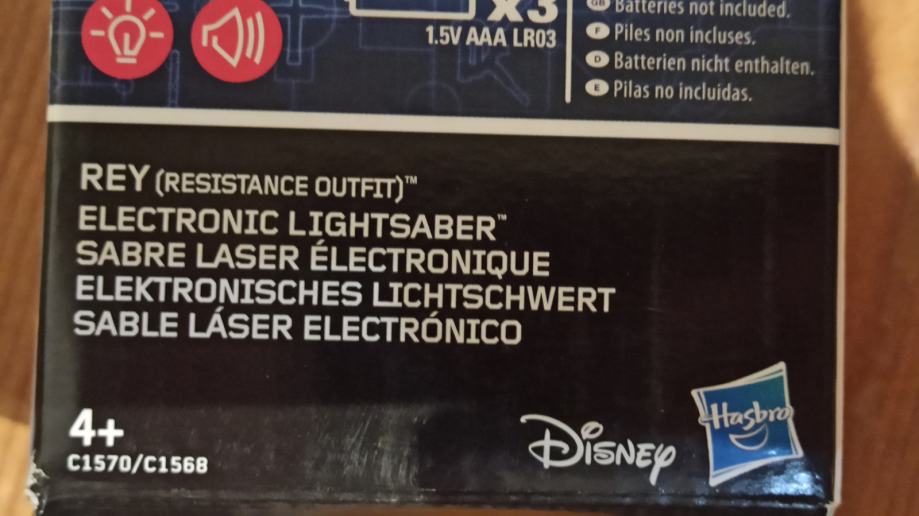 x3
1.5V AAA LR03
GB Batteries not included.
F Piles non incluses.
D Batterien nicht enthalten.
E Pilas no incluidas.
REY (RESISTANCE OUTFIT)™
ELECTRONIC LIGHTSABER™
SABRE LASER ÉLECTRONIQUE
ELEKTRONISCHES LICHTSCHWERT
SABLE LÁSER ELECTRÓNICO
4+
C1570/C1568
DISNEY
Hasbro